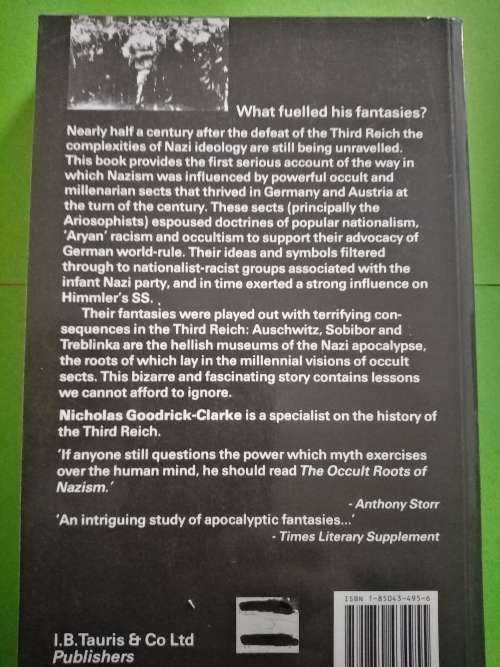 What fuelled his fantasies?
Nearly half a century after the defeat of the Third Reich the
complexities of Nazi ideology are still being unravelled.
This book provides the first serious account of the way in
which Nazism was influenced by powerful occult and
millenarian sects that thrived in Germany and Austria at
the turn of the century. These sects (principally the
Ariosophists) espoused doctrines of popular nationalism,
'Aryan' racism and occultism to support their advocacy of
German world-rule. Their ideas and symbols filtered
through to nationalist-racist groups associated with the
infant Nazi party, and in time exerted a strong influence on
Himmler's SS.
Their fantasies were played out with terrifying con-
sequences in the Third Reich: Auschwitz, Sobibor and
Treblinka are the hellish museums of the Nazi apocalypse,
the roots of which lay in the millennial visions of occult
sects. This bizarre and fascinating story contains lessons
we cannot afford to ignore.
Nicholas Goodrick-Clarke is a specialist on the history of
the Third Reich.
'If anyone still questions the power which myth exercises
over the human mind, he should read The Occult Roots of
Nazism.'
- Anthony Storr
'An intriguing study of apocalyptic fantasies...'
- Times Literary Supplement
ISBN 1-85043-495-6
I.B.Tauris & Co Ltd
Publishers